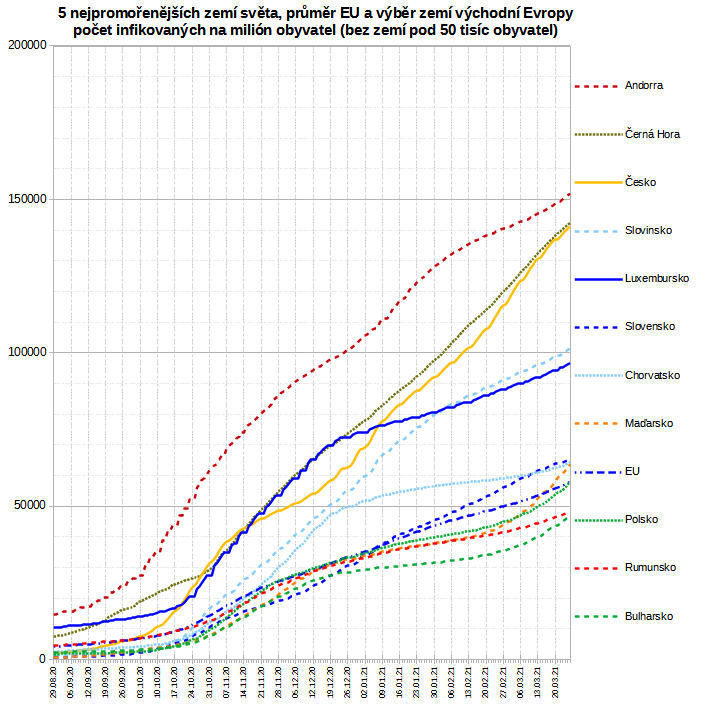 5 nejpromořenějších zemí světa, průměr EU a výběr zemí východní Evropy
počet infikovaných na milión obyvatel (bez zemí pod 50 tisíc obyvatel)
200000
150000
100000
50000
0
Andorra
Černá Hora
Česko
Slovinsko
Luxembursko
Slovensko
Chorvatsko
Maďarsko
EU
Polsko
Rumunsko
Bulharsko
29.08.20
05.09.20
12.09.20
19.09.20
26.09.20
03.10.20
10.10.20
17.10.20
24.10.20
31.10.20
07.11.20
14.11.20
21.11.20
28.11.20
05.12.20
12.12.20
19.12.20
26.12.20
02.01.21
09.01.21
16.01.21
23.01.21
30.01.21
06.02.21
13.02.21
20.02.21
27.02.21
06.03.21
13.03.21
20.03.21